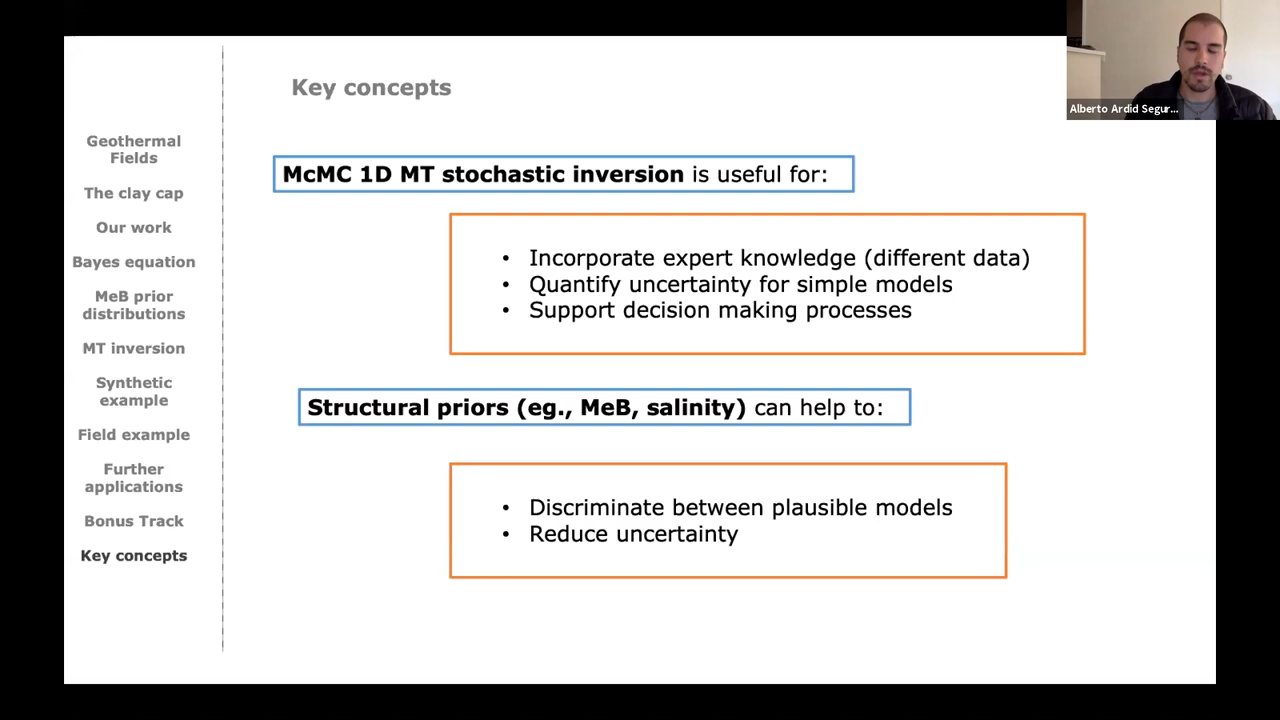 Key concepts
Alberto Ardid Segur...
Geothermal
Fields
The clay cap
Our work
Bayes equation
MeB prior
distributions
MT inversion
Synthetic
example
Field example
Further
applications
Bonus Track
Key concepts
McMC 1D MT stochastic inversion is useful for:
• Incorporate expert knowledge (different data)
• Quantify uncertainty for simple models
• Support decision making processes
Structural priors (eg., MeB, salinity) can help to:
• Discriminate between plausible models
• Reduce uncertainty